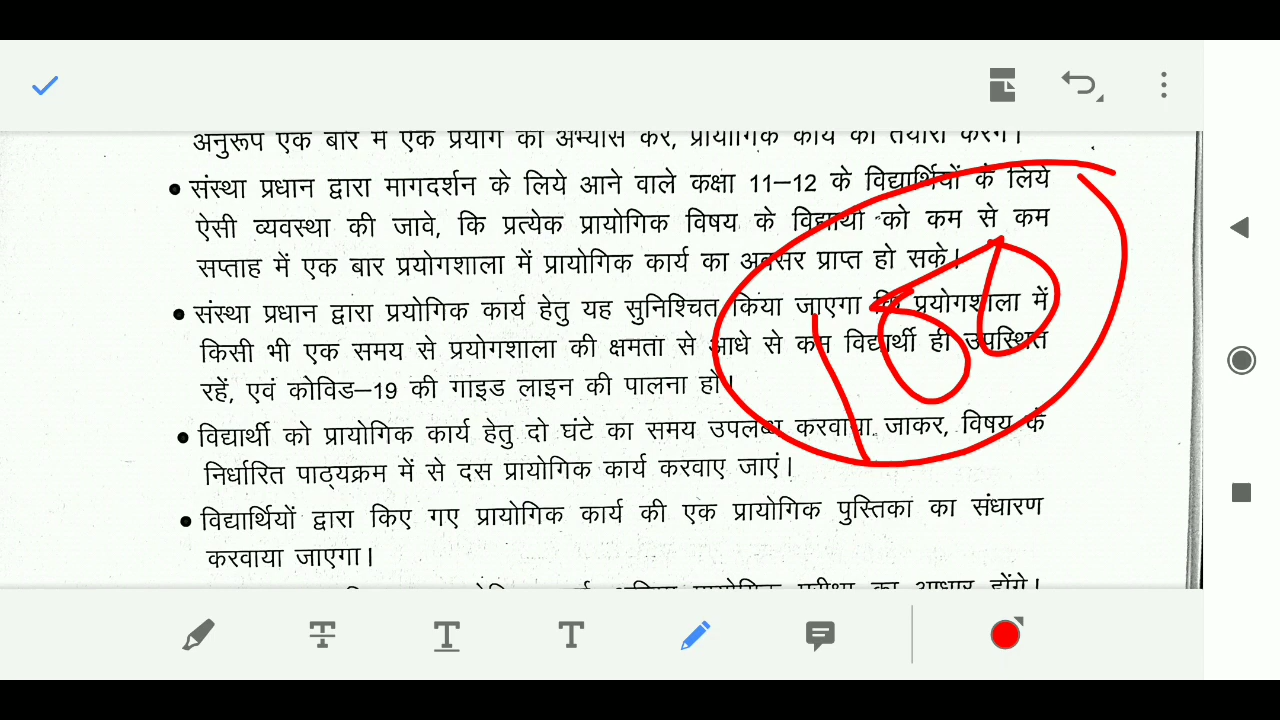 अनुरूप एक बार में एक प्रयोग का अभ्यास कर, प्रायोगिक कार्य की तैयारी करेंगे।
• संस्था प्रधान द्वारा मागदर्शन के लिये आने वाले कक्षा 11–12 के विद्यार्थियों के लिये
ऐसी व्यवस्था की जावे, कि प्रत्येक प्रायोगिक विषय के विद्यार्थी को कम से कम
सप्ताह में एक बार प्रयोगशाला में प्रायोगिक कार्य का अवसर प्राप्त हो सके।
• संस्था प्रधान द्वारा प्रयोगिक कार्य हेतु यह सुनिश्चित किया जाएगा कि प्रयोगशाला में
किसी भी एक समय से प्रयोगशाला की क्षमता से आधे से कम विद्यार्थी ही उपस्थित
रहें, एवं कोविड–19 की गाइड लाइन की पालना हो।
• विद्यार्थी को प्रायोगिक कार्य हेतु दो घंटे का समय उपलब्ध करवाया जाकर, विषय के
निर्धारित पाठ्यक्रम में से दस प्रायोगिक कार्य करवाए जाएं।
• विद्यार्थियों द्वारा किए गए प्रायोगिक कार्य की एक प्रायोगिक पुस्तिका का संधारण
करवाया जाएगा।
प्रायोगिक परीक्षा का आधार होंगे।